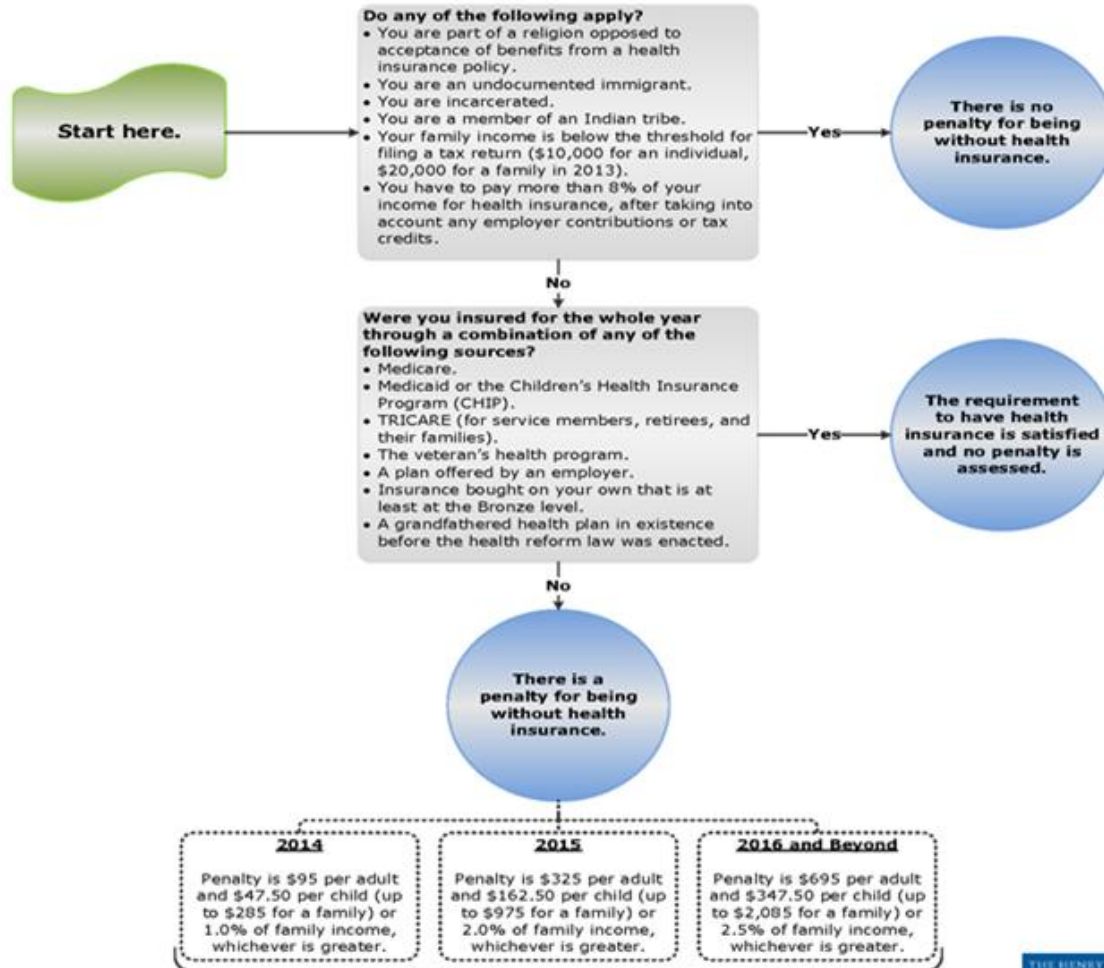 Start here.
Do any of the following apply?
• You are part of a religion opposed to
acceptance of benefits from a health
insurance policy.
• You are an undocumented immigrant.
• You are incarcerated.
• You are a member of an Indian tribe.
• Your family income is below the threshold for
filing a tax return ($10,000 for an individual,
$20,000 for a family in 2013).
• You have to pay more than 8% of your
income for health insurance, after taking into
account any employer contributions or tax
credits.
Yes
There is no
penalty for being
without health
insurance.
No
Were you insured for the whole year
through a combination of any of the
following sources?
• Medicare.
• Medicaid or the Children's Health Insurance
Program (CHIP).
• TRICARE (for service members, retirees, and
their families).
• The veteran's health program.
• A plan offered by an employer.
• Insurance bought on your own that is at
least at the Bronze level.
• A grandfathered health plan in existence
before the health reform law was enacted.
Yes
The requirement
to have health
insurance is satisfied
and no penalty is
assessed.
No
There is a
penalty for being
without health
insurance.
2014
Penalty is $95 per adult
and $47.50 per child (up
to $285 for a family) or
1.0% of family income,
whichever is greater.
2015
Penalty is $325 per adult
and $162.50 per child (up
to $975 for a family) or
2.0% of family income,
whichever is greater.
2016 and Beyond
Penalty is $695 per adult
and $347.50 per child (up
to $2,085 for a family) or
2.5% of family income,
whichever is greater.
THE HENRY